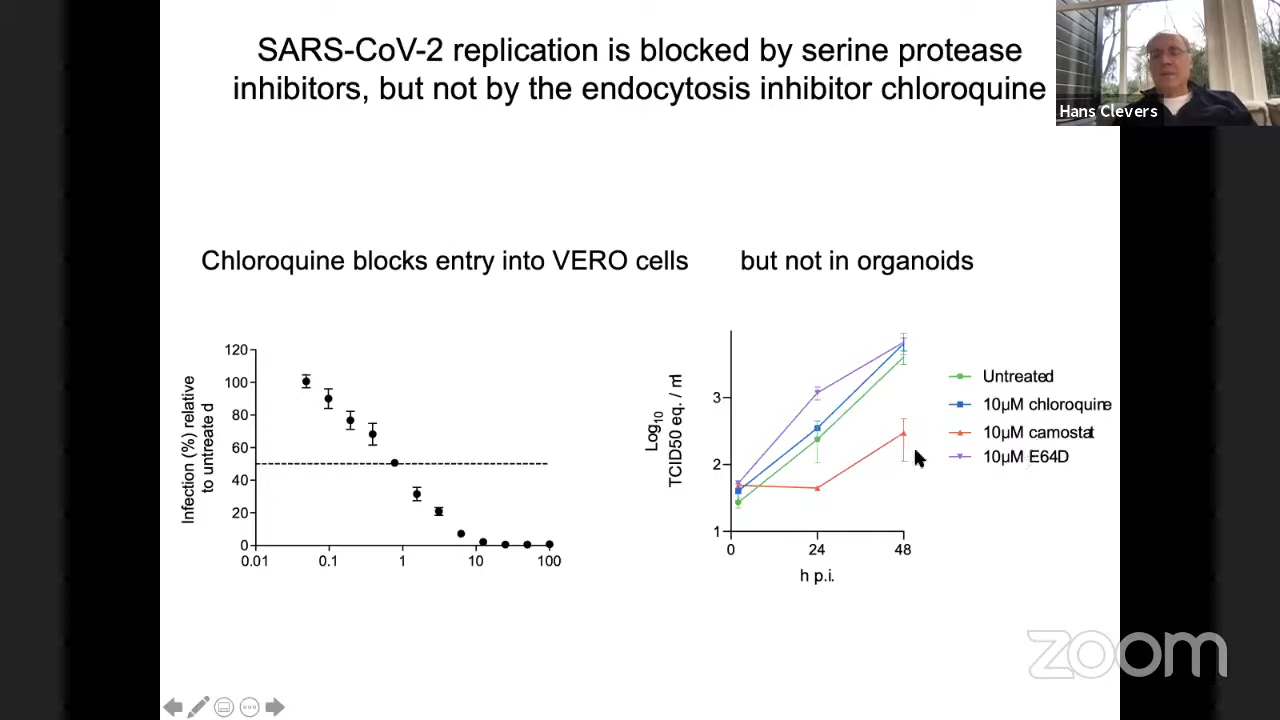 SARS-CoV-2 replication is blocked by serine protease
inhibitors, but not by the endocytosis inhibitor chloroquine
Hans Clevers
Chloroquine blocks entry into VERO cells
but not in organoids
Infection (%) relative
to untreated
120
100
80
60
40
20
0
0.01
0.1
1
10
100
Log10
TCID50 eq. / ml
3
2
1
0
24
48
h p.i.
Untreated
10µM chloroquine
10µM camostat
10µM E64D
zoom